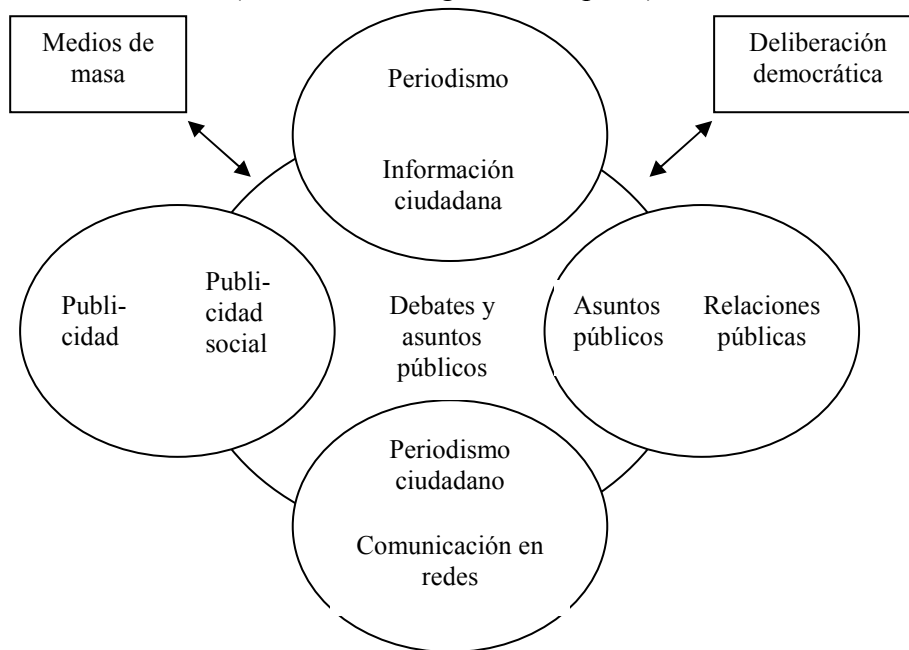 Medios de
masa
Deliberación
democrática
Periodismo
Información
ciudadana
Publi-
cidad
Publi-
cidad
social
Debates y
asuntos
públicos
Asuntos
públicos
Relaciones
públicas
Periodismo
ciudadano
Comunicación en
redes